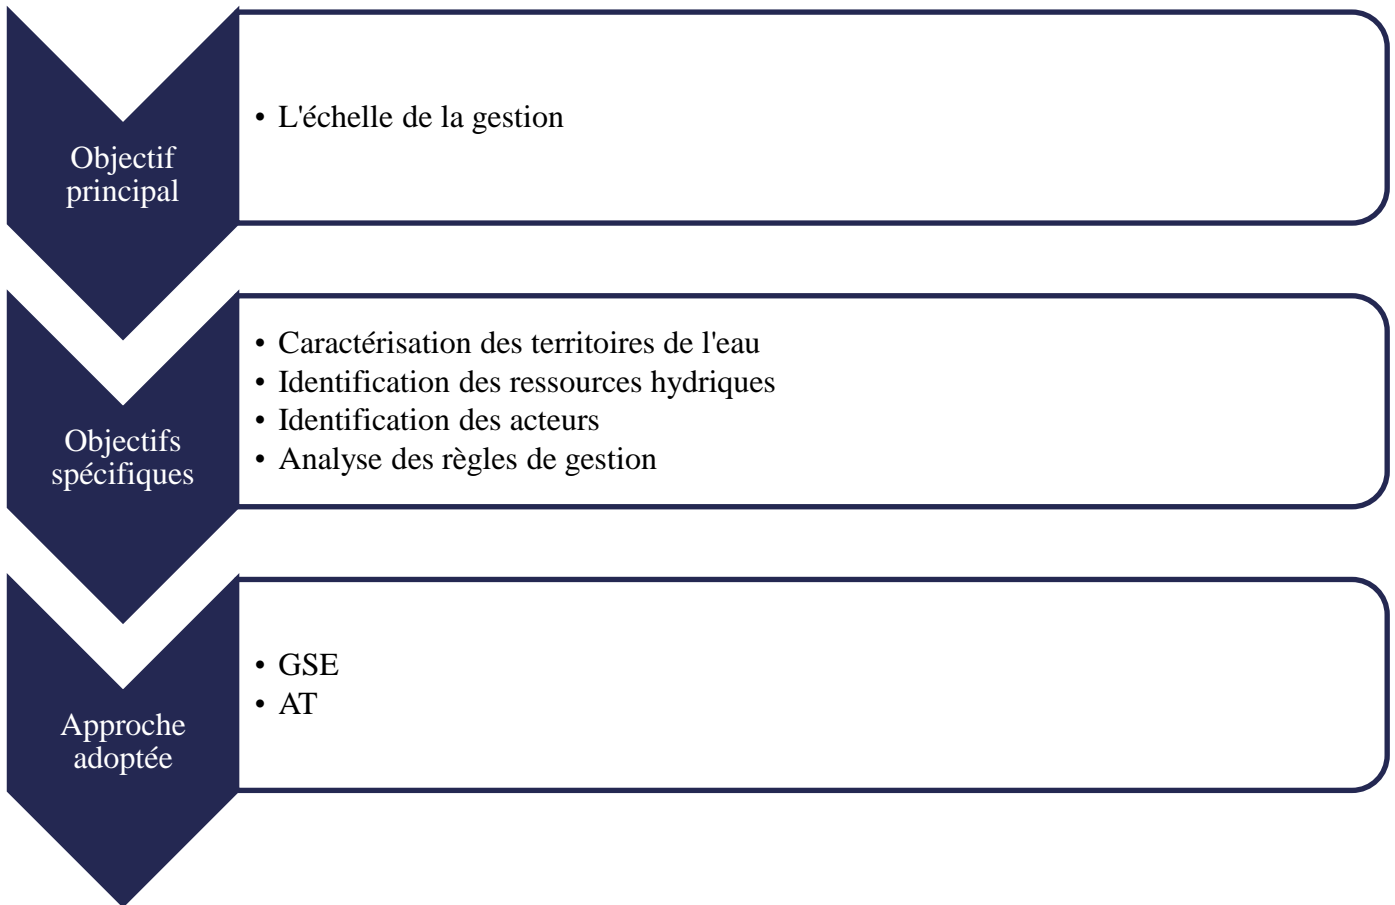 Objectif
principal
• L'échelle de la gestion
Objectifs
spécifiques
• Caractérisation des territoires de l'eau
• Identification des ressources hydriques
• Identification des acteurs
• Analyse des règles de gestion
Approche
adoptée
• GSE
• AT